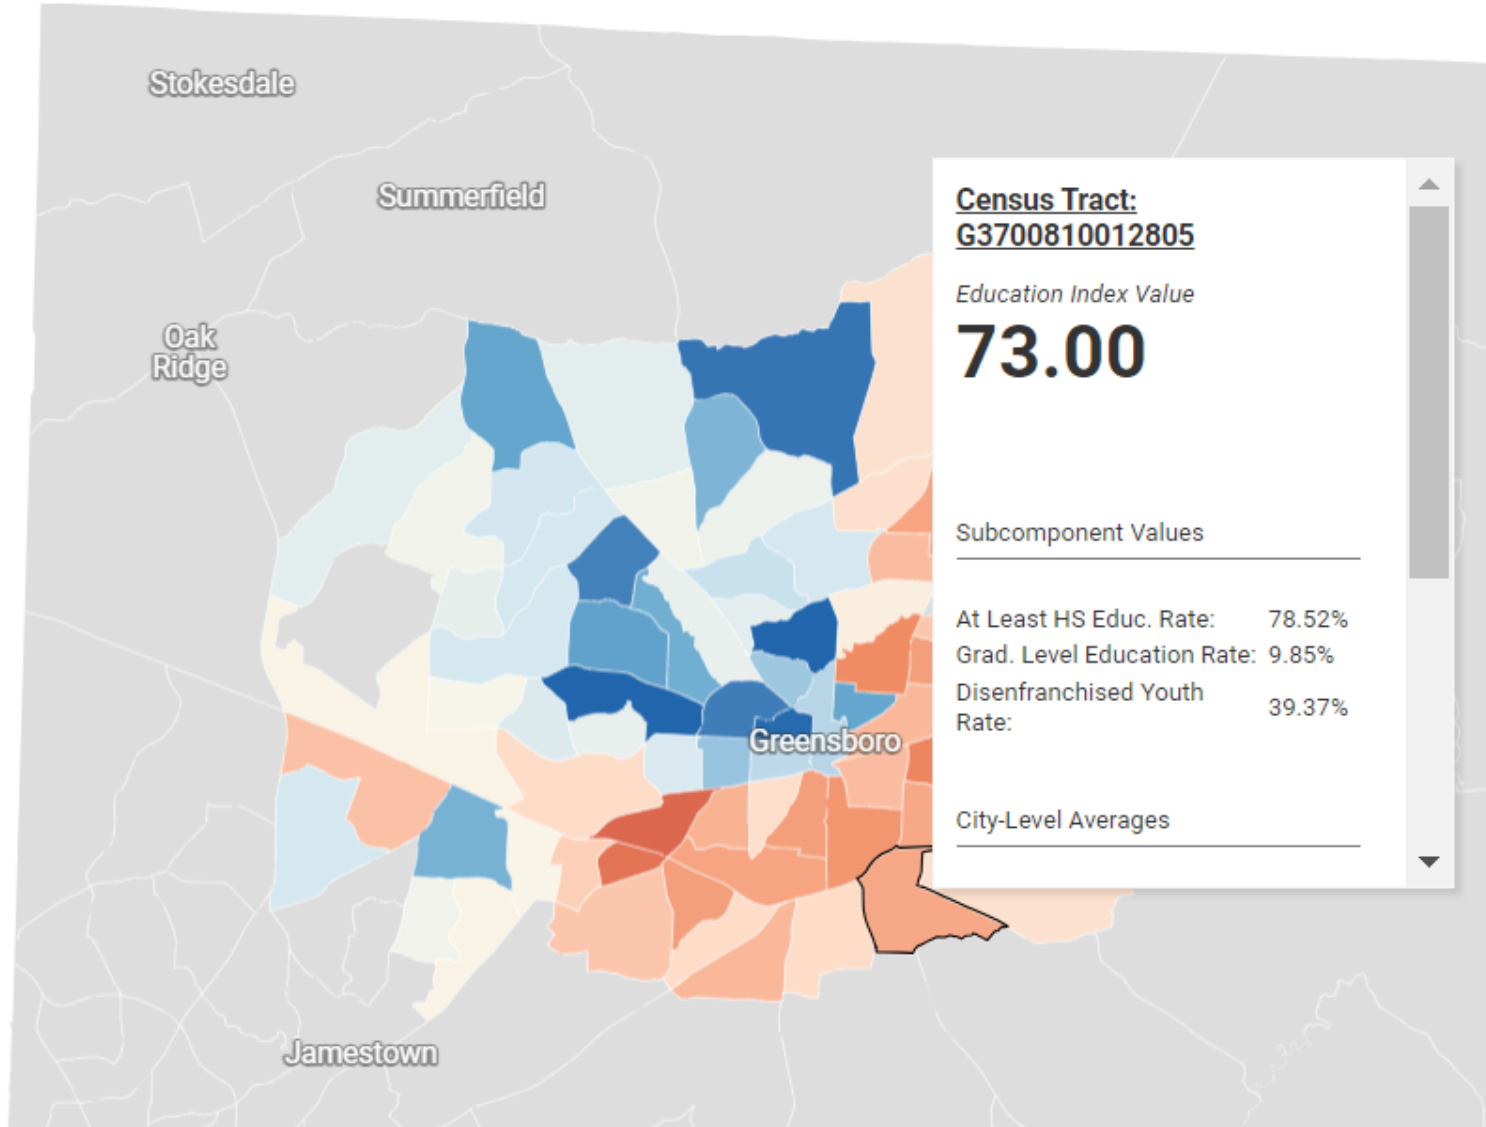 Stokesdale
Summerfield
Oak
Ridge
Greensboro
Jamestown
Census Tract:
G3700810012805
Education Index Value
73.00
Subcomponent Values
At Least HS Educ. Rate: 78.52%
Grad. Level Education Rate: 9.85%
Disenfranchised Youth
Rate: 39.37%
City-Level Averages